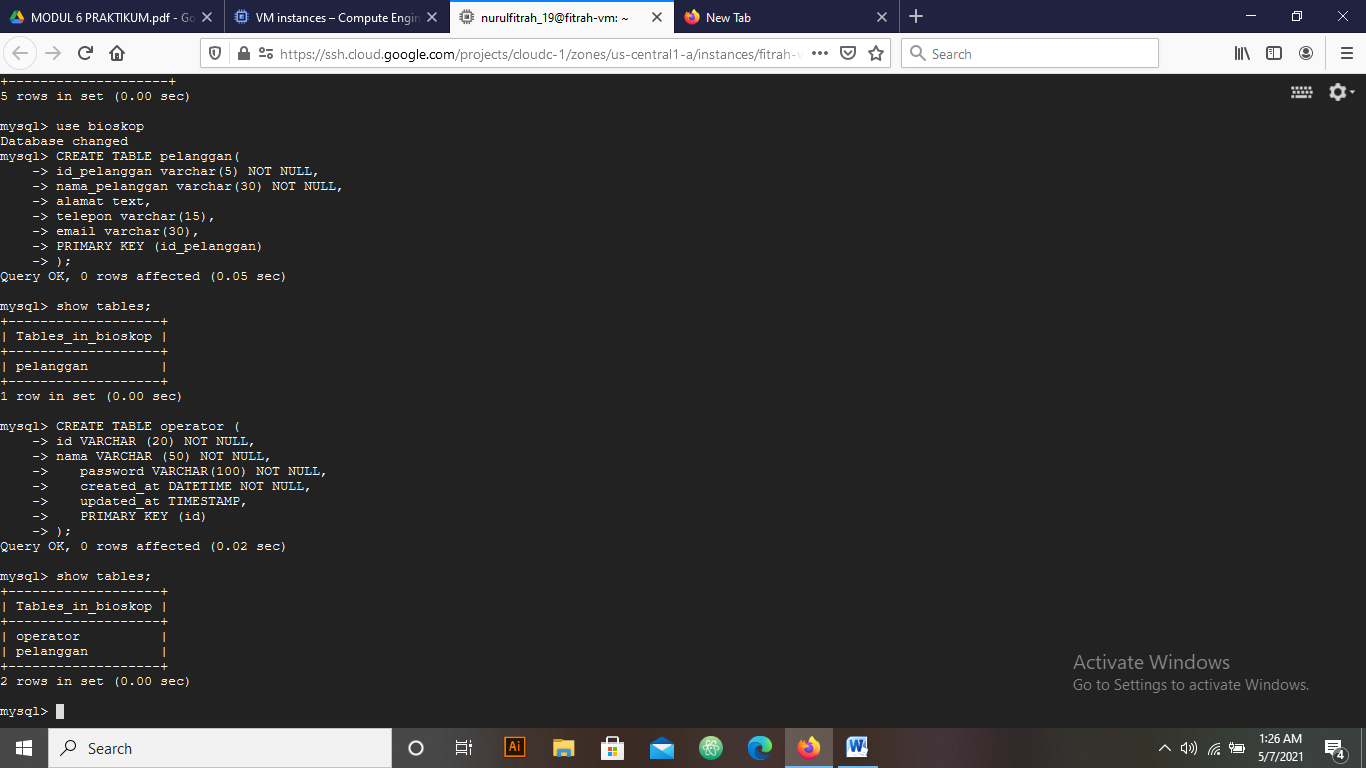 MODUL 6 PRAKTIKUM.pdf - Go
VM instances – Compute Engin
nurulfitrah_19@fitrah-vm: ~
New Tab
https://ssh.cloud.google.com/projects/cloudc-1/zones/us-central1-a/instances/fitrah-v
Search
+--------------------+
5 rows in set (0.00 sec)
mysql> use bioskop
Database changed
mysql> CREATE TABLE pelanggan(
    -> id_pelanggan varchar(5) NOT NULL,
    -> nama_pelanggan varchar(30) NOT NULL,
    -> alamat text,
    -> telepon varchar(15),
    -> email varchar(30),
    -> PRIMARY KEY (id_pelanggan)
    -> );
Query OK, 0 rows affected (0.05 sec)
mysql> show tables;
+-------------------+
| Tables_in_bioskop |
+-------------------+
| pelanggan         |
+-------------------+
1 row in set (0.00 sec)
mysql> CREATE TABLE operator (
    -> id VARCHAR (20) NOT NULL,
    -> nama VARCHAR (50) NOT NULL,
    ->    password VARCHAR(100) NOT NULL,
    ->    created_at DATETIME NOT NULL,
    ->    updated_at TIMESTAMP,
    ->    PRIMARY KEY (id)
    -> );
Query OK, 0 rows affected (0.02 sec)
mysql> show tables;
+-------------------+
| Tables_in_bioskop |
+-------------------+
| operator          |
| pelanggan         |
+-------------------+
2 rows in set (0.00 sec)
mysql>
Activate Windows
Go to Settings to activate Windows.
Search
Ai
W
1:26 AM
5/7/2021
4